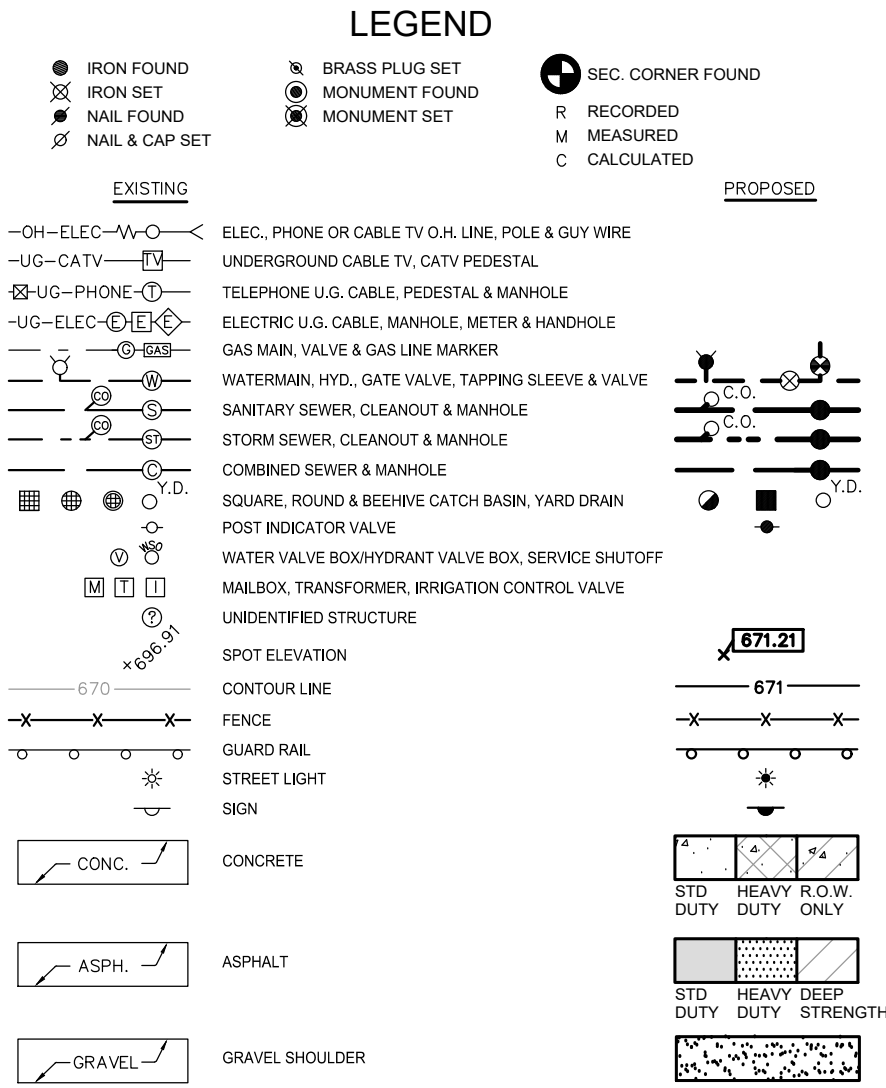 LEGEND
IRON FOUND
IRON SET
NAIL FOUND
NAIL & CAP SET
BRASS PLUG SET
MONUMENT FOUND
MONUMENT SET
SEC. CORNER FOUND
R RECORDED
M MEASURED
C CALCULATED
EXISTING
PROPOSED
-OH-ELEC- ELEC., PHONE OR CABLE TV O.H. LINE, POLE & GUY WIRE
-UG-CATV- TV UNDERGROUND CABLE TV, CATV PEDESTAL
-UG-PHONE- T TELEPHONE U.G. CABLE, PEDESTAL & MANHOLE
-UG-ELEC- E E E ELECTRIC U.G. CABLE, MANHOLE, METER & HANDHOLE
G GAS GAS MAIN, VALVE & GAS LINE MARKER
W WATERMAIN, HYD., GATE VALVE, TAPPING SLEEVE & VALVE
CO S SANITARY SEWER, CLEANOUT & MANHOLE C.O.
CO ST STORM SEWER, CLEANOUT & MANHOLE C.O.
C COMBINED SEWER & MANHOLE
Y.D. SQUARE, ROUND & BEEHIVE CATCH BASIN, YARD DRAIN Y.D.
POST INDICATOR VALVE
V WSO WATER VALVE BOX/HYDRANT VALVE BOX, SERVICE SHUTOFF
M T I MAILBOX, TRANSFORMER, IRRIGATION CONTROL VALVE
? UNIDENTIFIED STRUCTURE
+696.91 SPOT ELEVATION 671.21
670 CONTOUR LINE 671
FENCE
GUARD RAIL
STREET LIGHT
SIGN
CONC. CONCRETE
STD DUTY
HEAVY DUTY
R.O.W. ONLY
ASPH. ASPHALT
STD DUTY
HEAVY DUTY
DEEP STRENGTH
GRAVEL GRAVEL SHOULDER